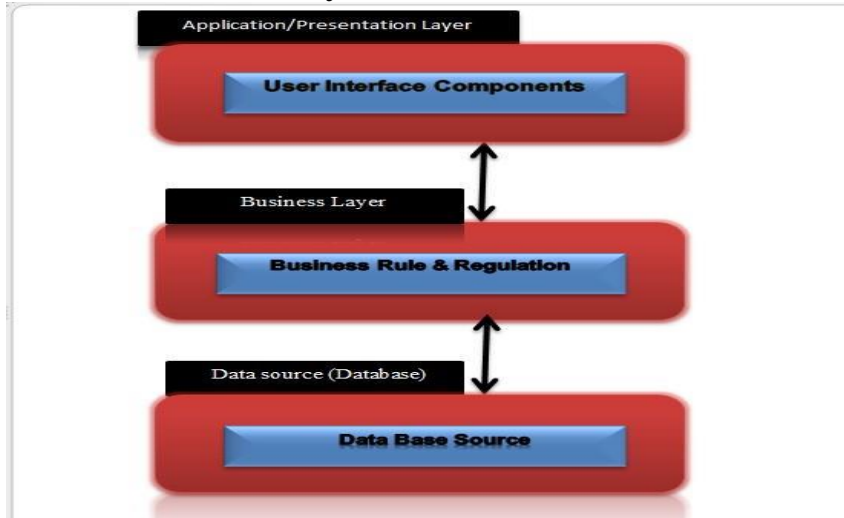 Application/Presentation Layer
User Interface Components
Business Layer
Business Rule & Regulation
Data source (Database)
Data Base Source